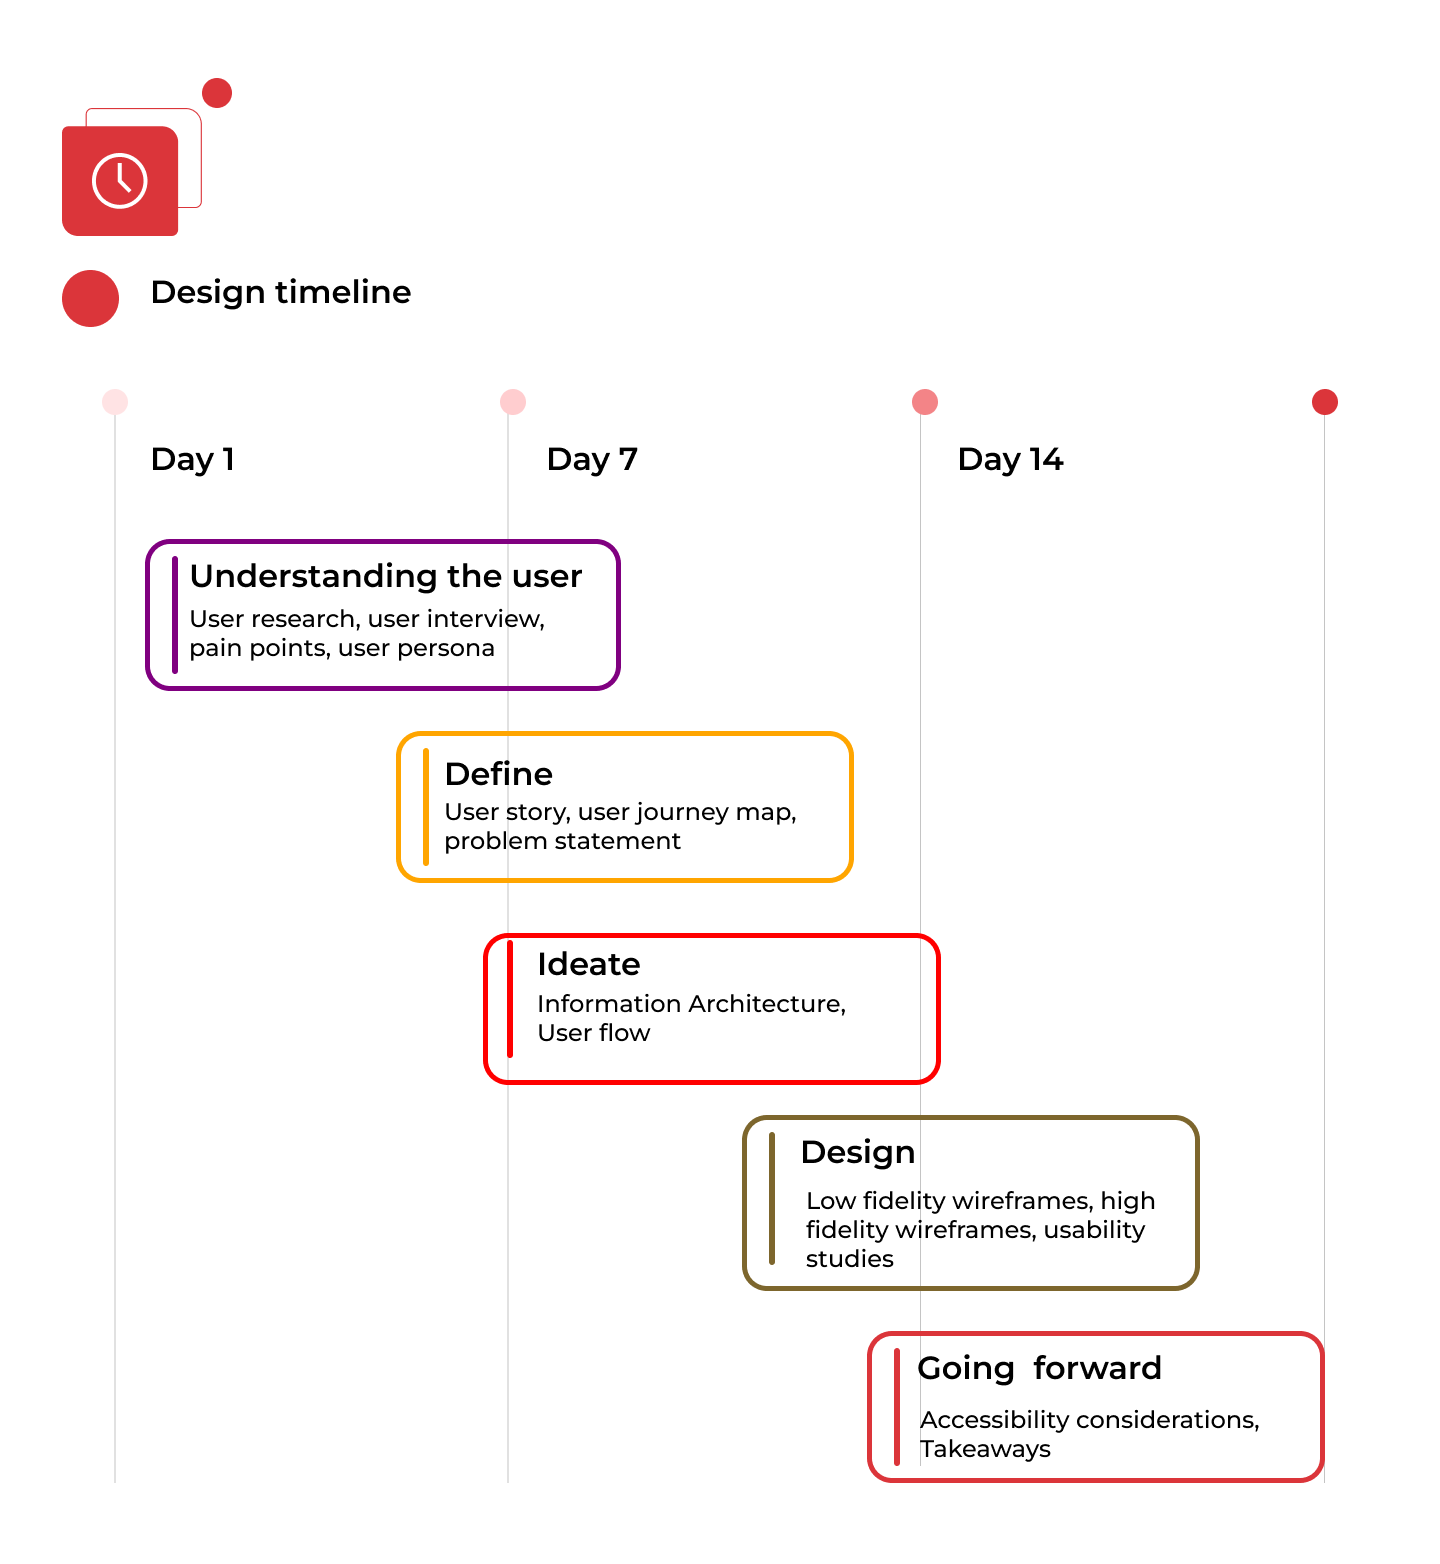 Design timeline
Day 1
Day 7
Day 14
Understanding the user
User research, user interview,
pain points, user persona
Define
User story, user journey map,
problem statement
Ideate
Information Architecture,
User flow
Design
Low fidelity wireframes, high
fidelity wireframes, usability
studies
Going  forward
Accessibility considerations,
Takeaways